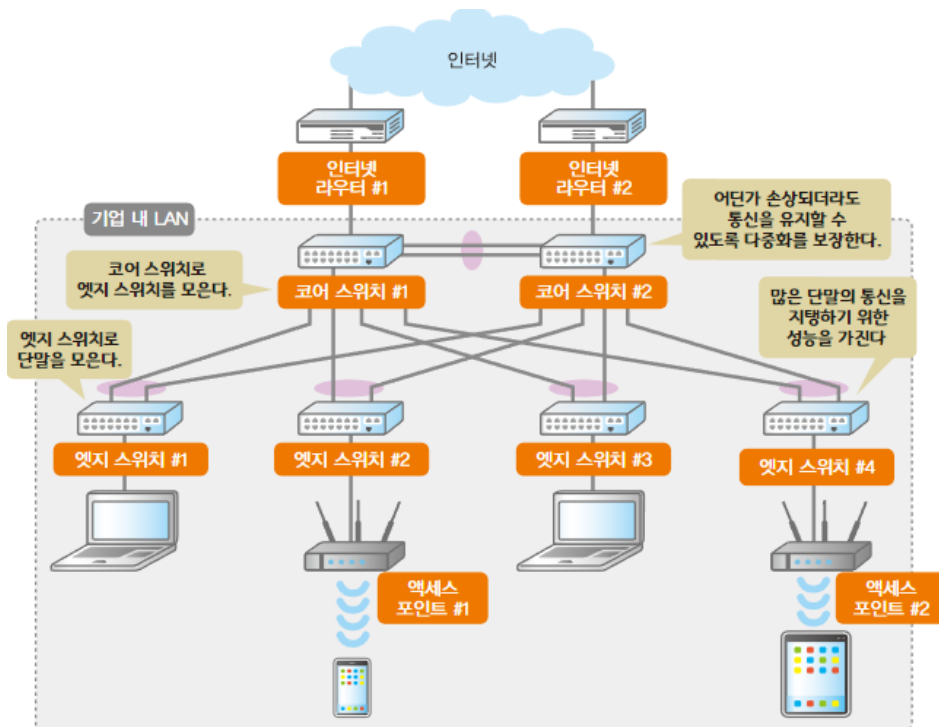 인터넷
인터넷
라우터 #1
인터넷
라우터 #2
어딘가 손상되더라도
통신을 유지할 수
있도록 다중화를 보장한다.
기업 내 LAN
코어 스위치로
엣지 스위치를 모은다.
코어 스위치 #1
코어 스위치 #2
많은 단말의 통신을
지탱하기 위한
성능을 가진다
엣지 스위치로
단말을 모은다.
엣지 스위치 #1
엣지 스위치 #2
엣지 스위치 #3
엣지 스위치 #4
액세스
포인트 #1
액세스
포인트 #2